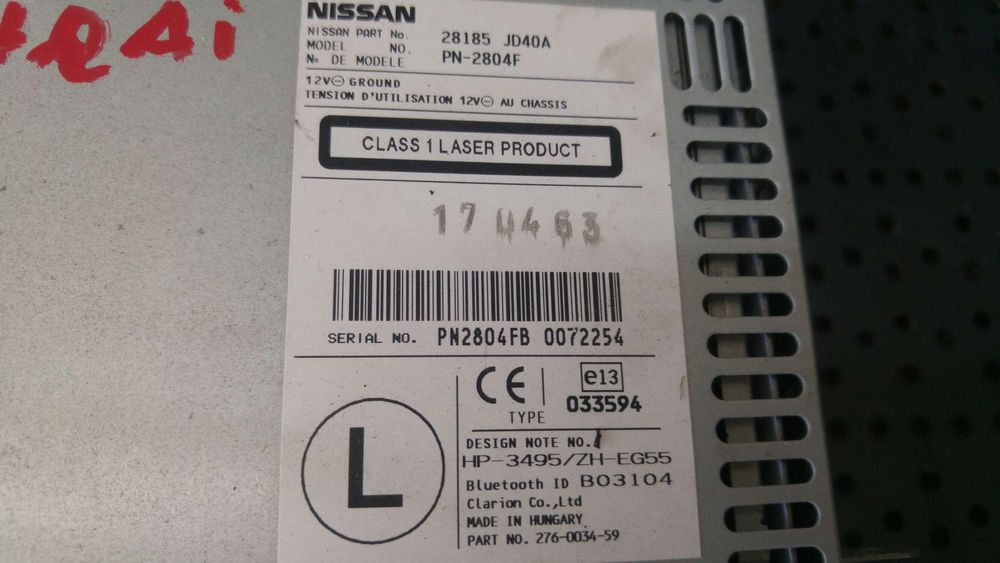 NISSAN
NISSAN PART No. 28185 JD40A
MODEL NO. PN-2804F
No DE MODELE
12V⊖ GROUND
TENSION D'UTILISATION 12V⊖ AU CHASSIS
CLASS 1 LASER PRODUCT
170463
SERIAL NO. PN2804FB 0072254
CE e13
TYPE 033594
L
DESIGN NOTE NO.
HP-3495/ZH-EG55
Bluetooth ID B03104
Clarion Co.,Ltd
MADE IN HUNGARY
PART NO. 276-0034-59